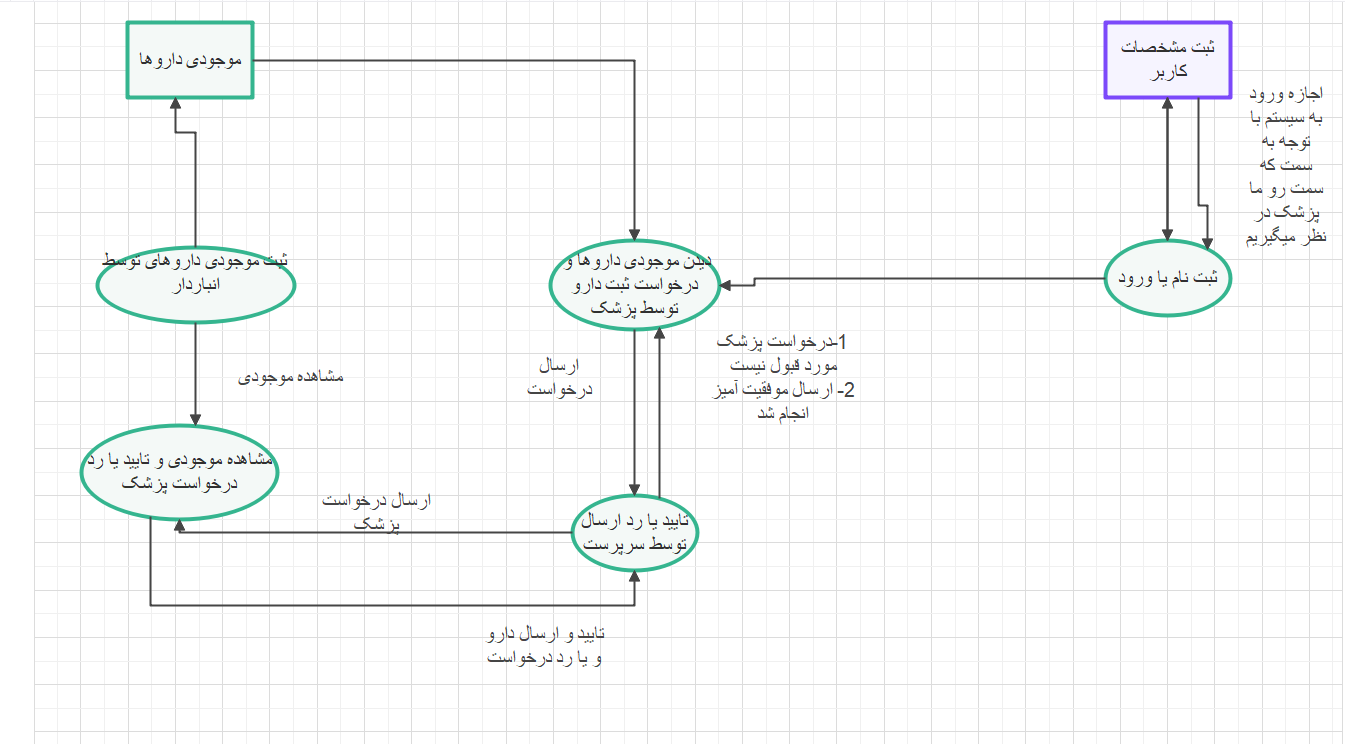 ثبت مشخصات
کاربر
موجودی داروها
اجازه ورود
به سیستم با
توجه به
سمت که
سمت رو ما
پزشک در
نظر میگیریم
ثبت نام یا ورود
دیدن موجودی داروها و
درخواست ثبت دارو
توسط پزشک
ثبت موجودی داروهای توسط
انباردار
1-درخواست پزشک
مورد قبول نیست
2- ارسال موفقیت آمیز
انجام شد
ارسال
درخواست
مشاهده موجودی
مشاهده موجودی و تایید یا رد
درخواست پزشک
ارسال درخواست
پزشک
تایید یا رد ارسال
توسط سرپرست
تایید و ارسال دارو
و یا رد درخواست